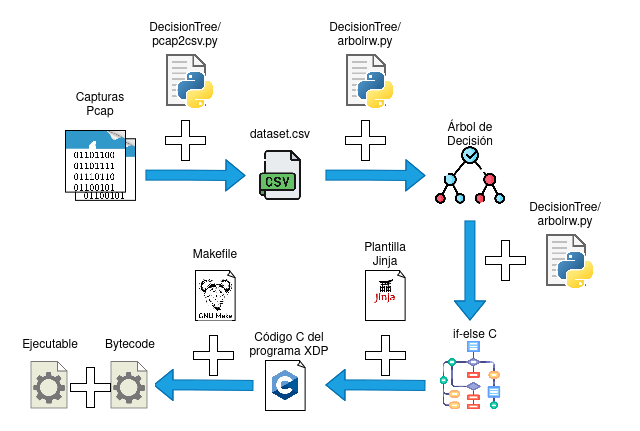 DecisionTree/
pcap2csv.py
DecisionTree/
arbolrw.py
Capturas
Pcap
01101100
01101111
01110110
01100101
01100101
dataset.csv
CSV
Árbol de
Decisión
DecisionTree/
arbolrw.py
Makefile
GNU Make
Plantilla
Jinja
Jinja
Ejecutable
Bytecode
Código C del
programa XDP
C
if-else C